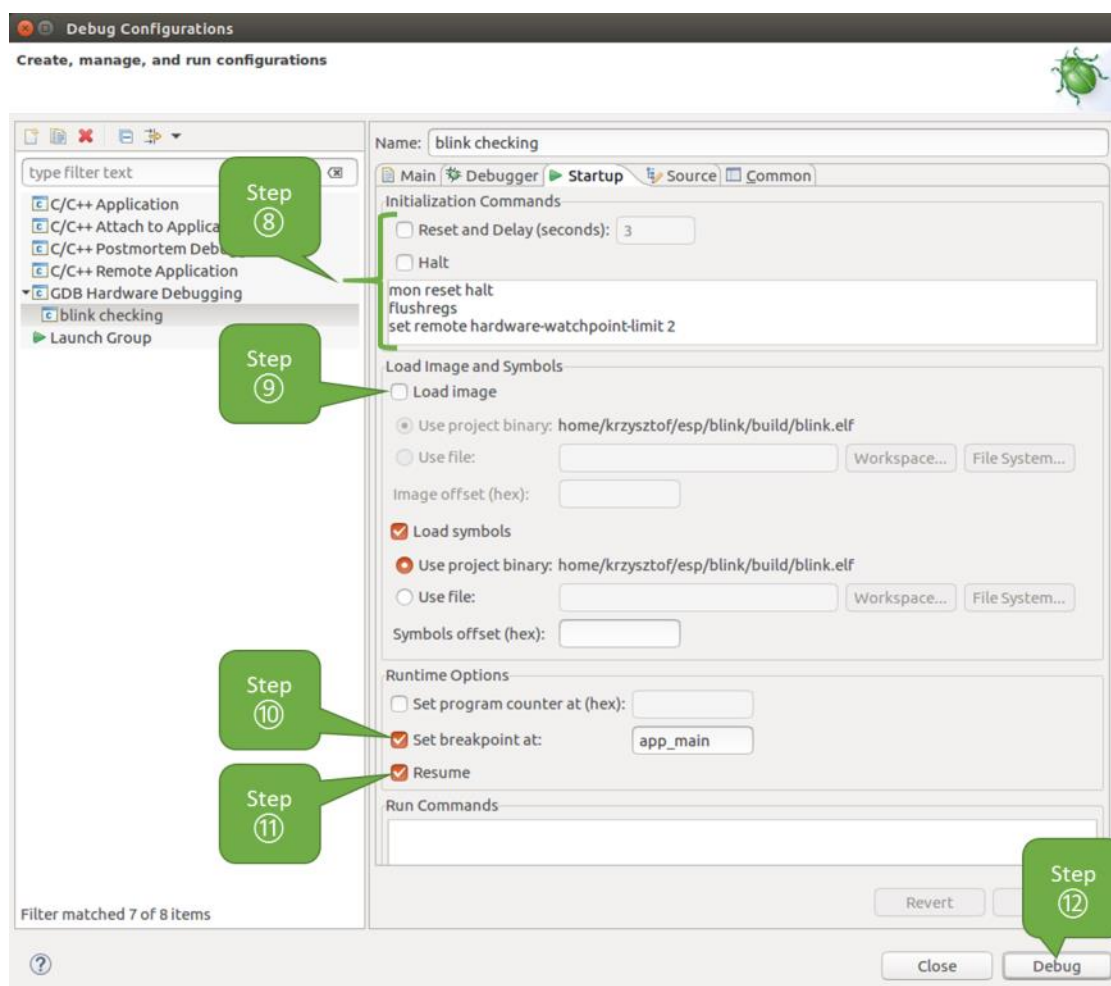 Debug Configurations
Create, manage, and run configurations
type filter text
C/C++ Application
C/C++ Attach to Applica
C/C++ Postmortem Deb
C/C++ Remote Application
GDB Hardware Debugging
blink checking
Launch Group
Filter matched 7 of 8 items
Name: blink checking
Main Debugger Startup Source Common
Initialization Commands
Reset and Delay (seconds): 3
Halt
mon reset halt
flushregs
set remote hardware-watchpoint-limit 2
Load Image and Symbols
Load image
Use project binary: home/krzysztof/esp/blink/build/blink.elf
Use file: Workspace... File System...
Image offset (hex):
Load symbols
Use project binary: home/krzysztof/esp/blink/build/blink.elf
Use file: Workspace... File System...
Symbols offset (hex):
Runtime Options
Set program counter at (hex):
Set breakpoint at: app_main
Resume
Run Commands
Revert
Close Debug
Step
⑧
Step
⑨
Step
⑩
Step
⑪
Step
⑫